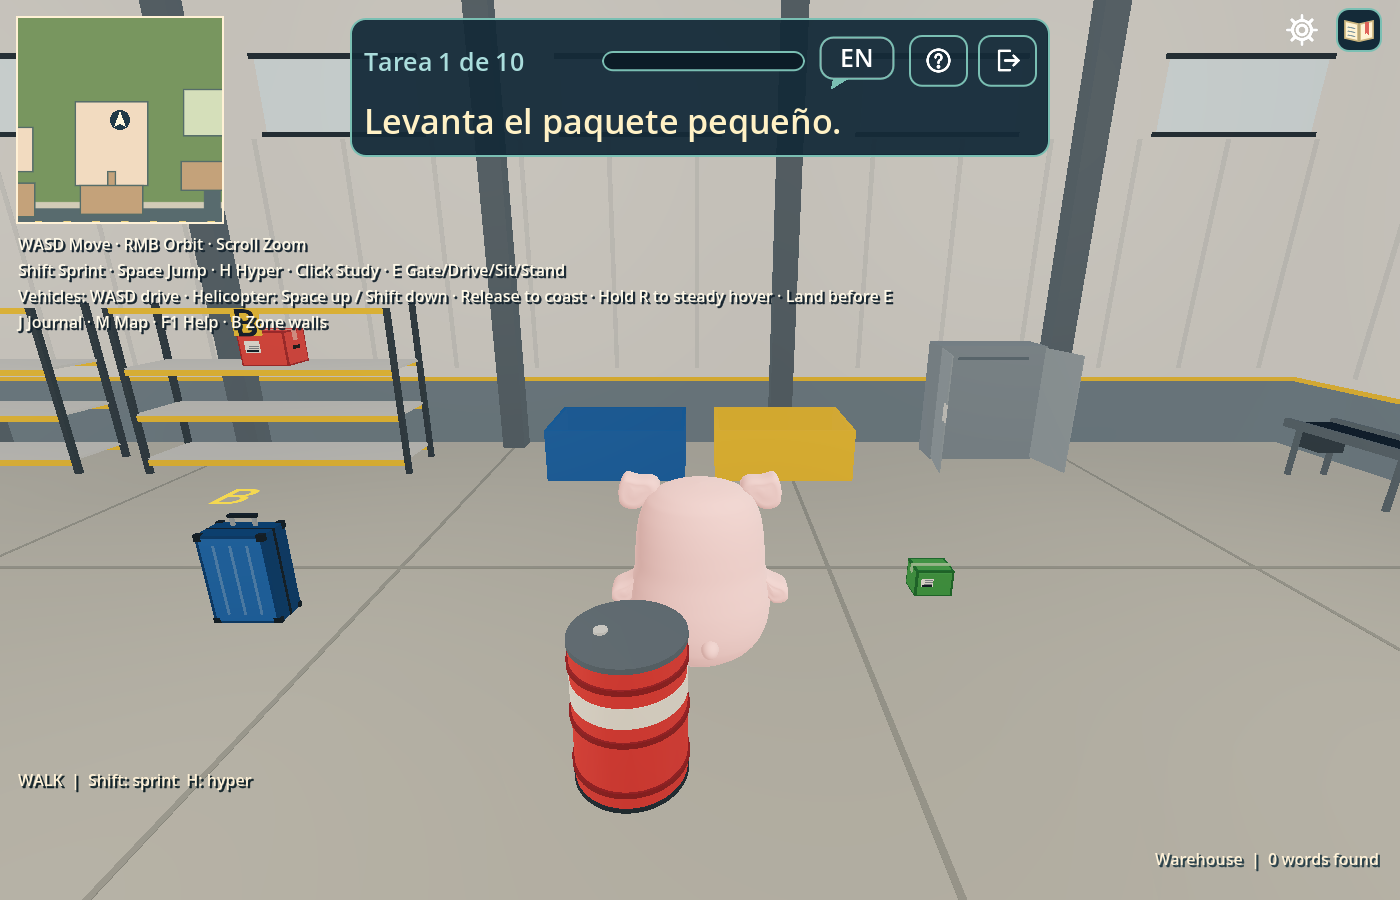 Tarea 1 de 10
EN
Levanta el paquete pequeño.
WASD Move · RMB Orbit · Scroll Zoom
Shift Sprint · Space Jump · H Hyper · Click Study · E Gate/Drive/Sit/Stand
Vehicles: WASD drive · Helicopter: Space up / Shift down · Release to coast · Hold R to steady hover · Land before E
J Journal · M Map · F1 Help · B Zone walls
B
B
WALK | Shift: sprint H: hyper
Warehouse | 0 words found